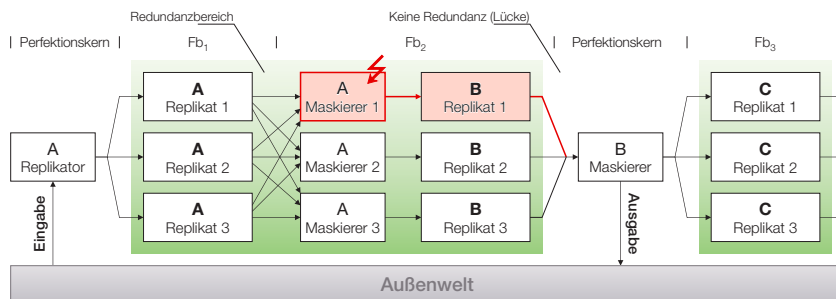 Redundanzbereich
Keine Redundanz (Lücke)
Perfektionskern
Fb1
Fb2
Perfektionskern
Fb3
A
Replikat 1
A
Maskierer 1
B
Replikat 1
C
Replikat 1
A
Replikator
A
Replikat 2
A
Maskierer 2
B
Replikat 2
B
Maskierer
C
Replikat 2
A
Replikat 3
A
Maskierer 3
B
Replikat 3
C
Replikat 3
Eingabe
Ausgabe
Außenwelt